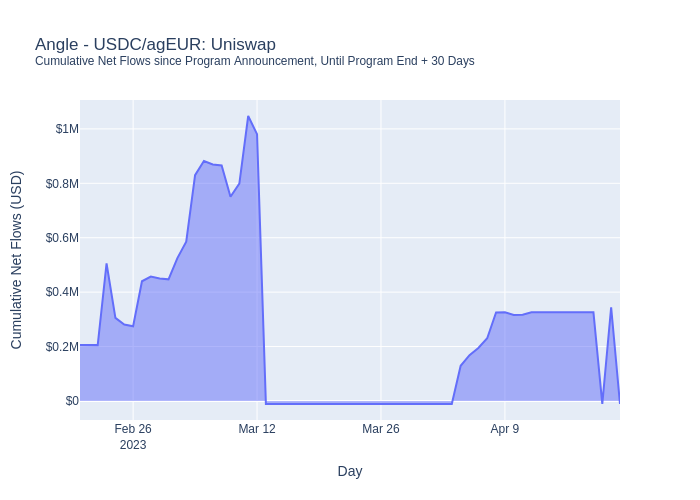 Angle - USDC/agEUR: Uniswap
Cumulative Net Flows since Program Announcement, Until Program End + 30 Days
Cumulative Net Flows (USD)
$1M
$0.8M
$0.6M
$0.4M
$0.2M
$0
Feb 26
2023
Mar 12
Mar 26
Apr 9
Day